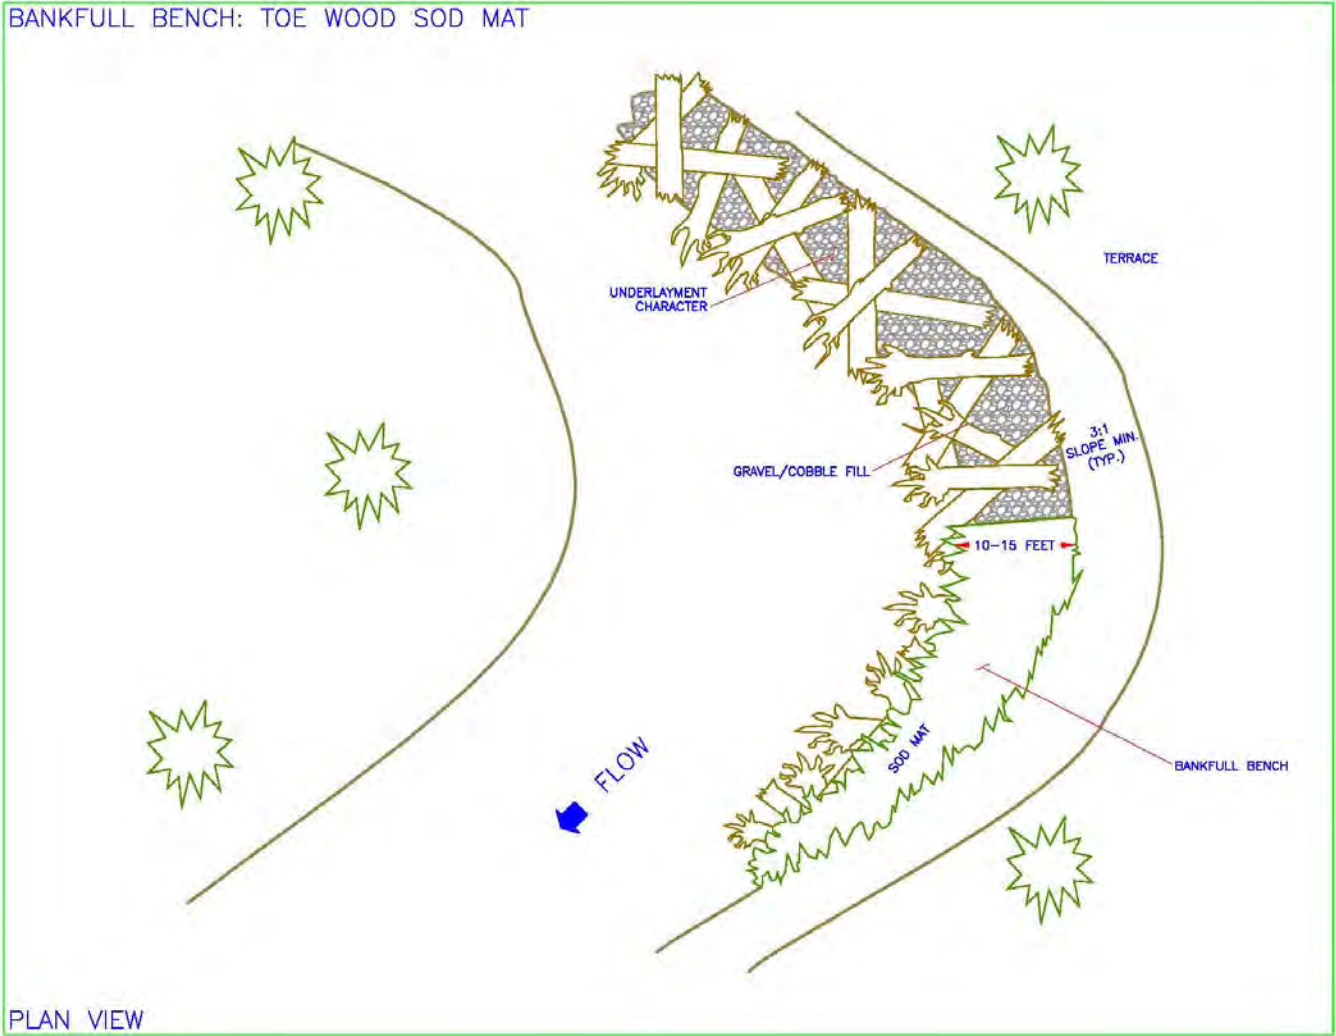 BANKFULL BENCH: TOE WOOD SOD MAT
TERRACE
UNDERLAYMENT
CHARACTER
3:1
SLOPE MIN.
(TYP.)
GRAVEL/COBBLE FILL
10-15 FEET
SOD MAT
FLOW
BANKFULL BENCH
PLAN VIEW